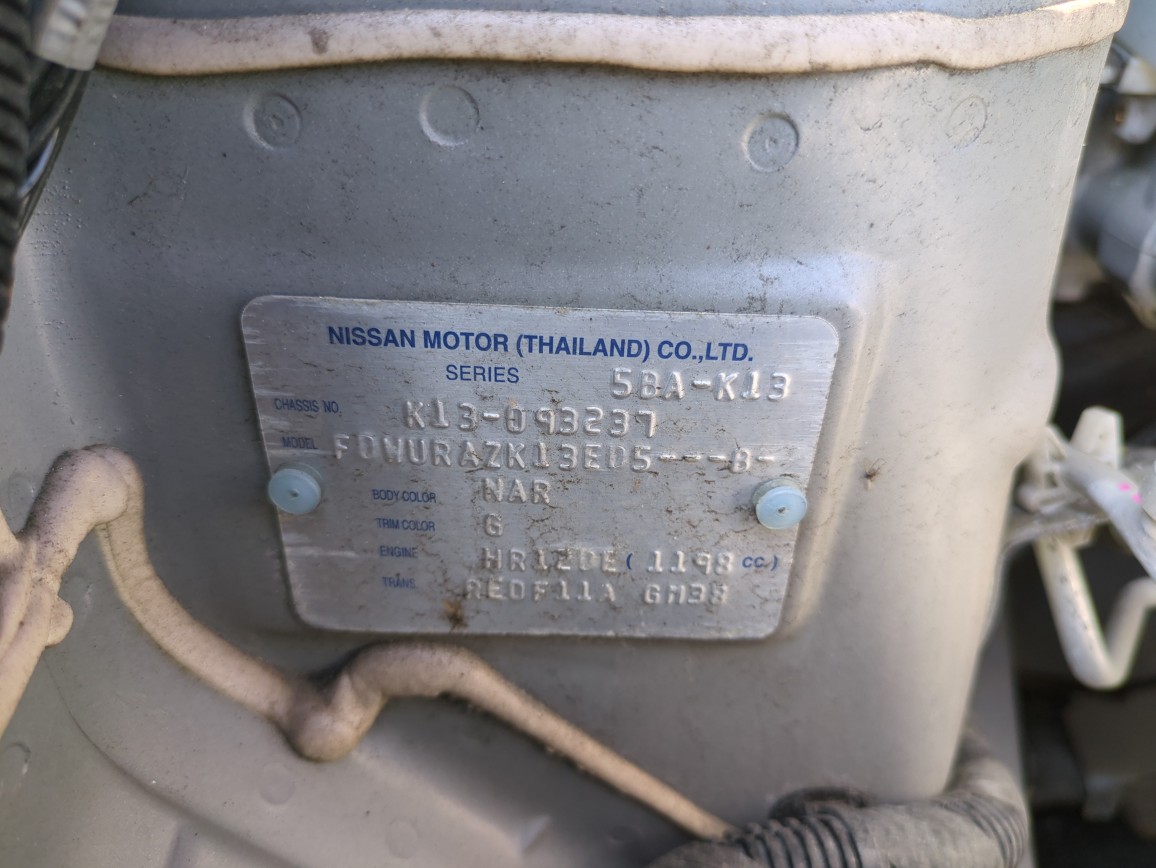 NISSAN MOTOR (THAILAND) CO.,LTD.
SERIES 5BA-K13
CHASSIS NO. K13-093237
MODEL FDWURAZK13ED5---B-
BODY COLOR NAR
TRIM COLOR G
ENGINE HR12DE ( 1198 CC.)
TRANS. RE0F11A GM38